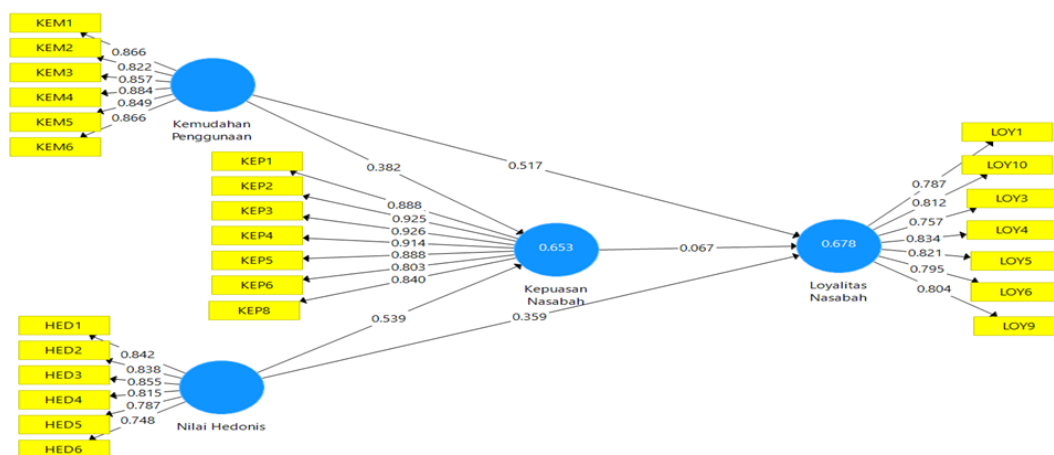 KEM1
KEM2
KEM3
KEM4
KEM5
KEM6
0.866
0.822
0.857
0.884
0.849
0.866
Kemudahan
Penggunaan
0.382
0.517
KEP1
KEP2
KEP3
KEP4
KEP5
KEP6
KEP8
0.888
0.925
0.926
0.914
0.888
0.803
0.840
0.653
Kepuasan
Nasabah
0.067
0.539
0.359
HED1
HED2
HED3
HED4
HED5
HED6
0.842
0.838
0.855
0.815
0.787
0.748
Nilai Hedonis
0.678
Loyalitas
Nasabah
0.787
0.812
0.757
0.834
0.821
0.795
0.804
LOY1
LOY10
LOY3
LOY4
LOY5
LOY6
LOY9